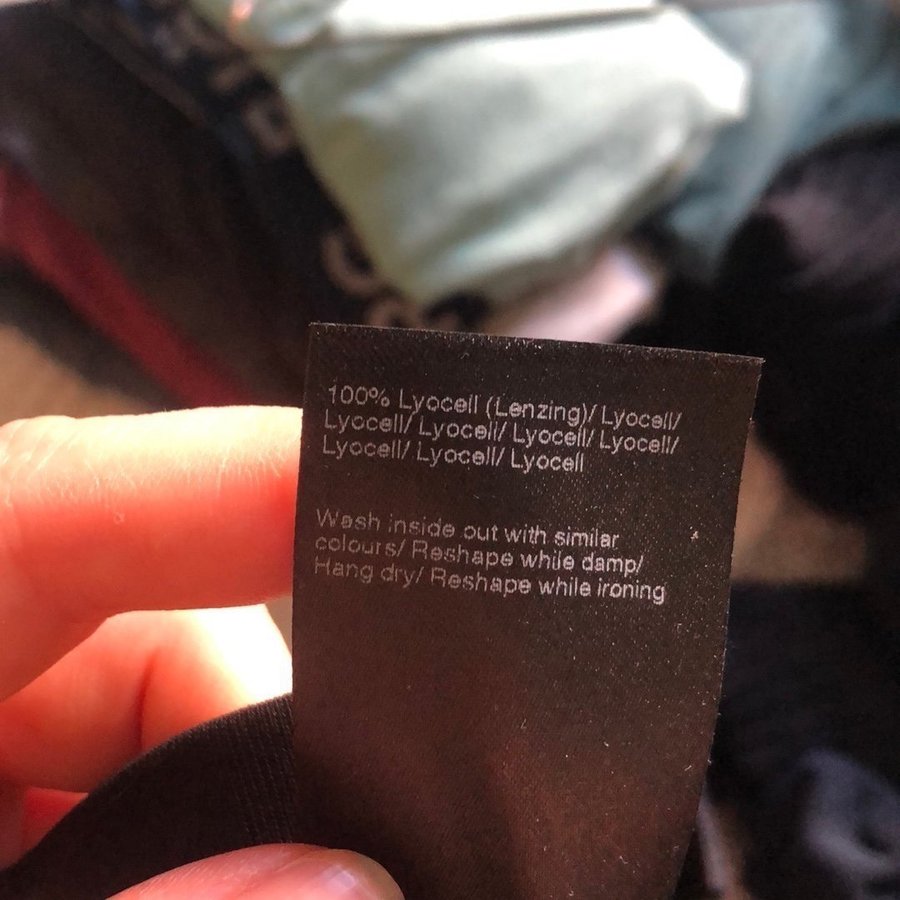 100% Lyocell (Lenzing)/ Lyocell/
Lyocell/ Lyocell/ Lyocell/ Lyocell/
Lyocell/ Lyocell/ Lyocell
Wash inside out with similar
colours/ Reshape while damp/
Hang dry/ Reshape while ironing